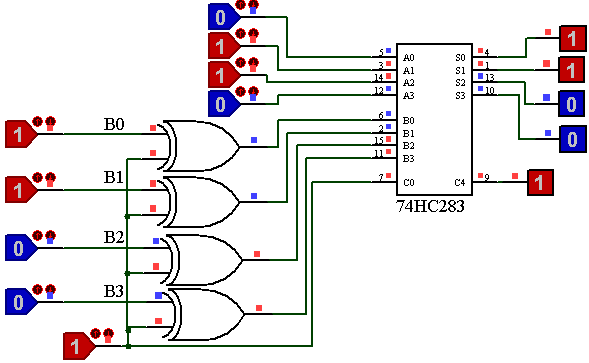 0
1
1
0
5 A0 S0 4 1
3 A1 S1 1 1
14 A2 S2 13 0
12 A3 S3 10 0
6 B0
2 B1
15 B2
11 B3
7 C0 C4 9 1
74HC283
1 B0
1 B1
0 B2
0 B3
1